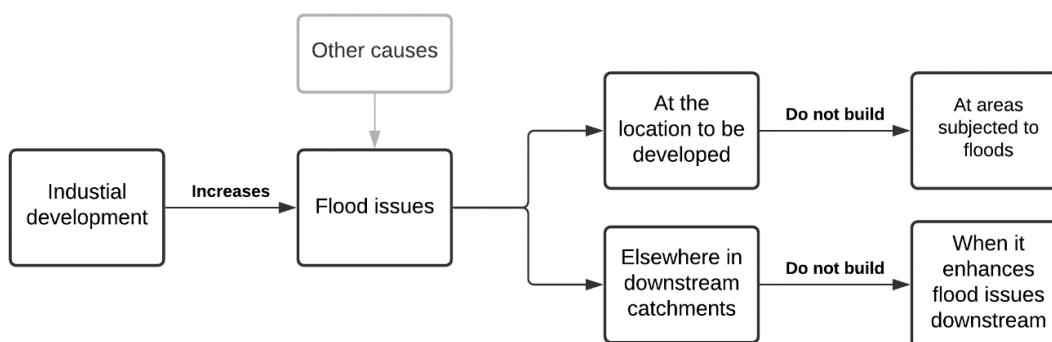 Other causes
Industial
development
Increases
Flood issues
At the
location to be
developed
Do not build
At areas
subjected to
floods
Elsewhere in
downstream
catchments
Do not build
When it
enhances
flood issues
downstream